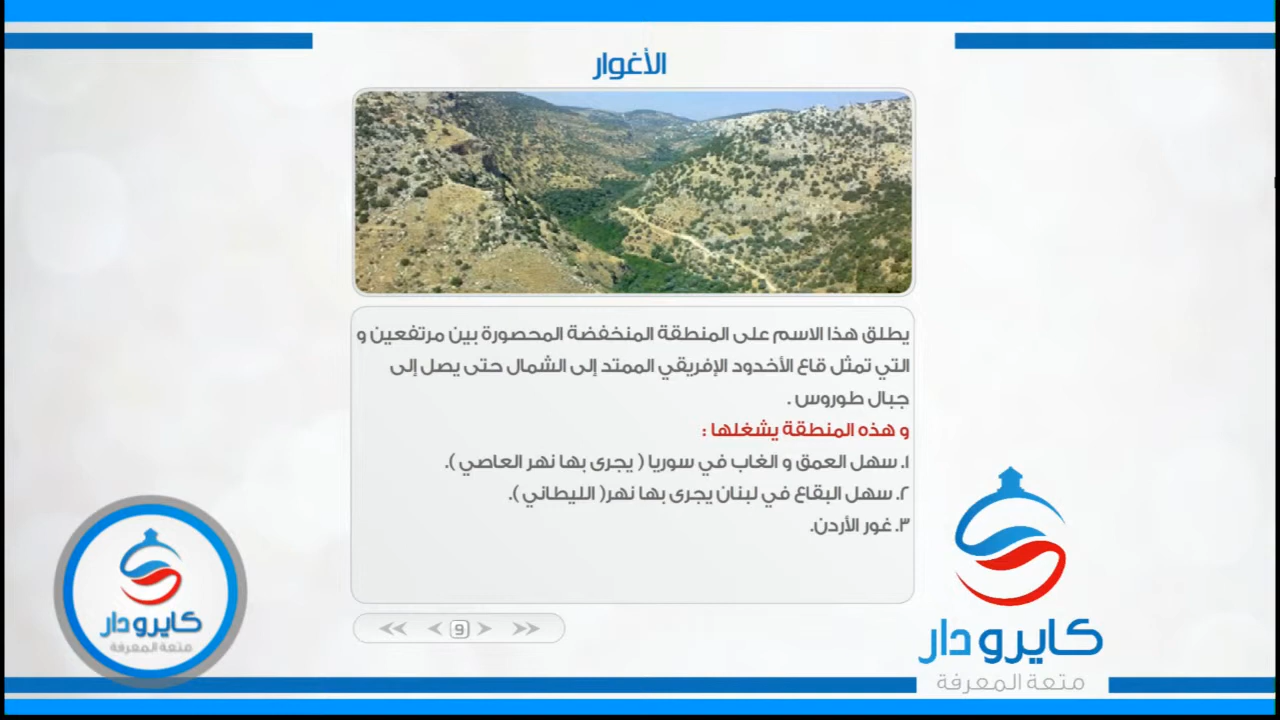 الأغوار
يطلق هذا الاسم على المنطقة المنخفضة المحصورة بين مرتفعين و
التي تمثل قاع الأخدود الإفريقي الممتد إلى الشمال حتى يصل إلى
جبال طوروس .
و هذه المنطقة يشغلها :
١. سهل العمق و الغاب في سوريا ( يجرى بها نهر العاصي ).
٢. سهل البقاع في لبنان يجرى بها نهر( الليطاني ).
٣. غور الأردن.
9
كايرو دار
متعة المعرفة
كايرو دار
متعة المعرفة